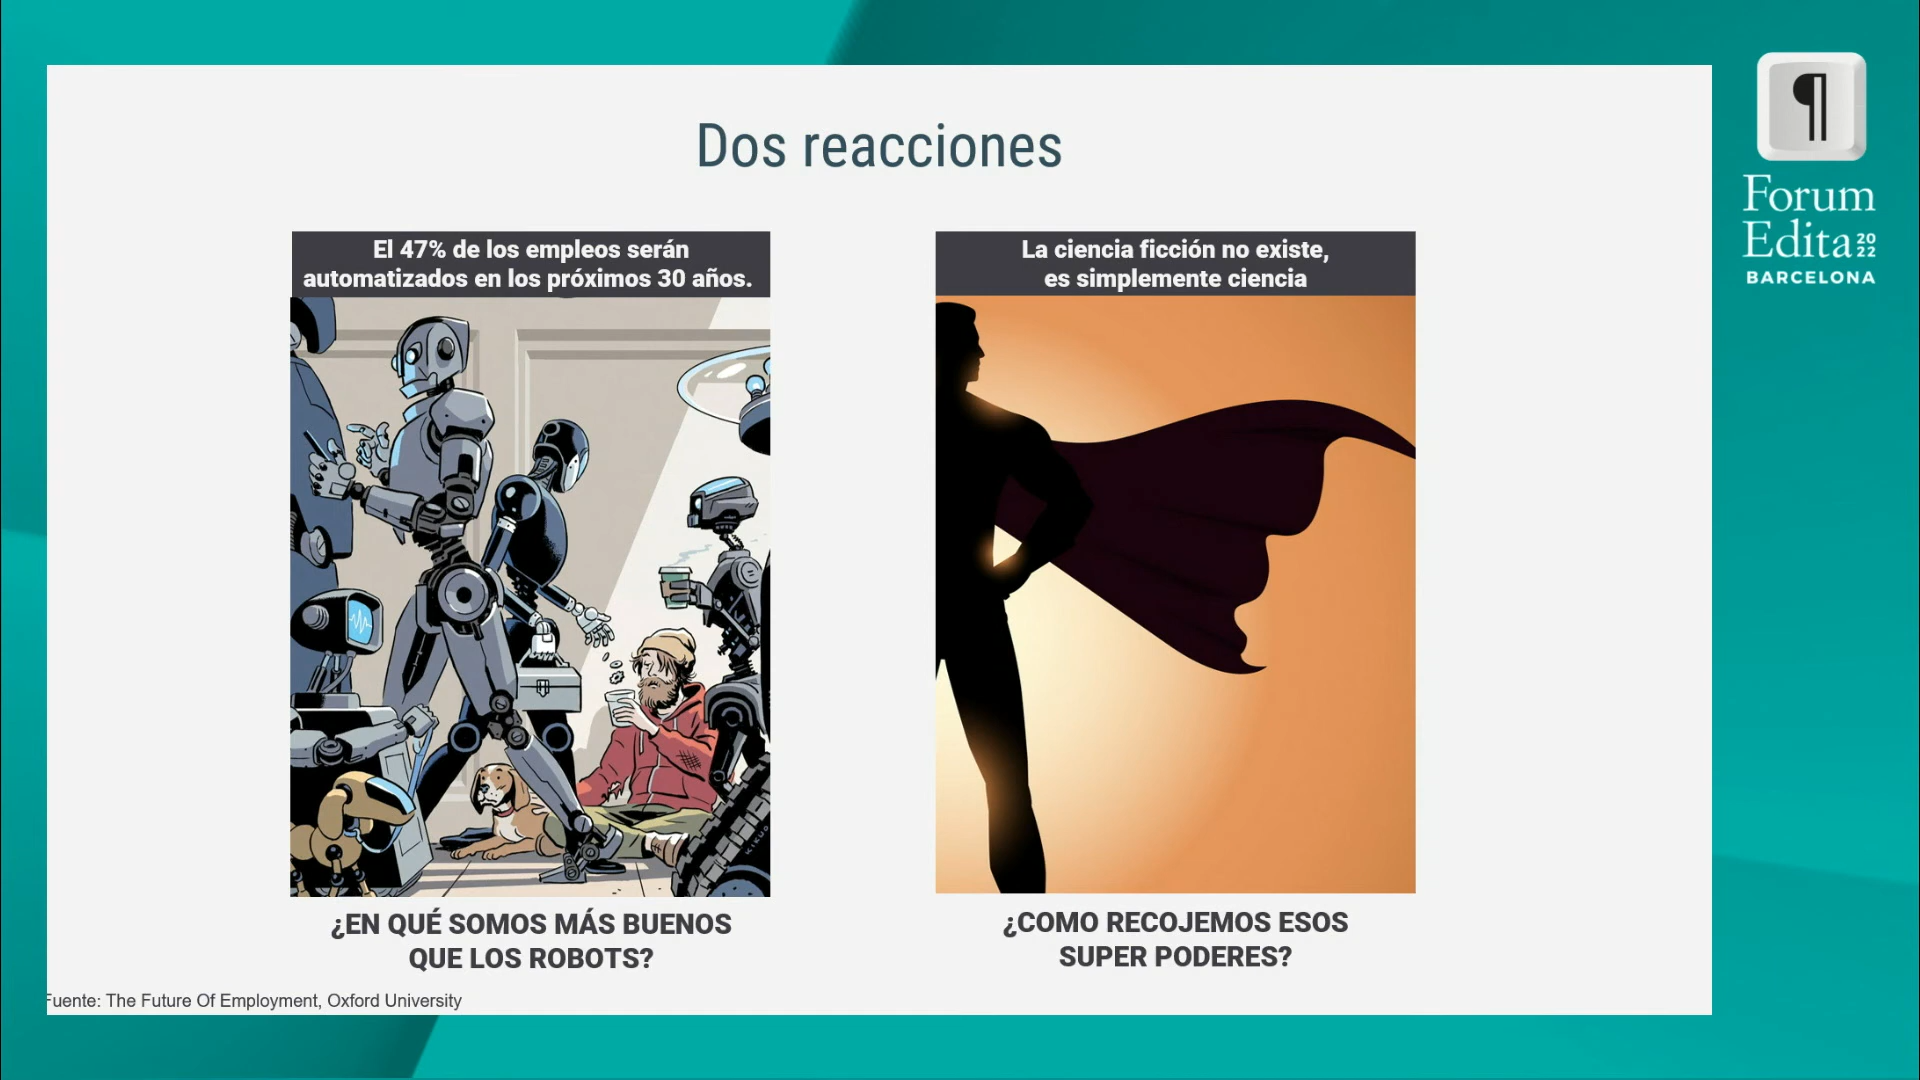 Dos reacciones
El 47% de los empleos serán
automatizados en los próximos 30 años.
¿EN QUÉ SOMOS MÁS BUENOS
QUE LOS ROBOTS?
La ciencia ficción no existe,
es simplemente ciencia
¿COMO RECOJEMOS ESOS
SUPER PODERES?
Fuente: The Future Of Employment, Oxford University
¶
Forum
Edita 2022
BARCELONA
KIKUO